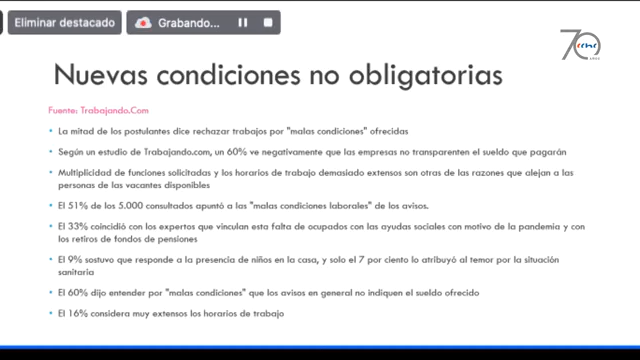 Eliminar destacado
Grabando...
70
ccmc
AÑOS
Nuevas condiciones no obligatorias
Fuente: Trabajando.Com
• La mitad de los postulantes dice rechazar trabajos por "malas condiciones" ofrecidas
• Según un estudio de Trabajando.com, un 60% ve negativamente que las empresas no transparenten el sueldo que pagarán
• Multiplicidad de funciones solicitadas y los horarios de trabajo demasiado extensos son otras de las razones que alejan a las
personas de las vacantes disponibles
• El 51% de los 5.000 consultados apuntó a las "malas condiciones laborales" de los avisos.
• El 33% coincidió con los expertos que vinculan esta falta de ocupados con las ayudas sociales con motivo de la pandemia y con
los retiros de fondos de pensiones
• El 9% sostuvo que responde a la presencia de niños en la casa, y solo el 7 por ciento lo atribuyó al temor por la situación
sanitaria
• El 60% dijo entender por "malas condiciones" que los avisos en general no indiquen el sueldo ofrecido
• El 16% considera muy extensos los horarios de trabajo